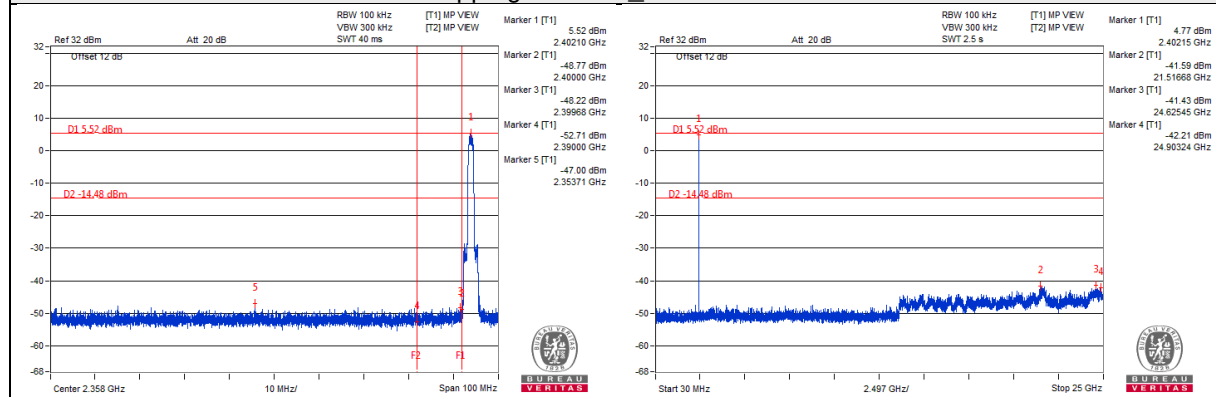 pping
RBW 100 kHz
VBW 300 kHz
SWT 40 ms
[T1] MP VIEW
[T2] MP VIEW
Ref 32 dBm
Att 20 dB
Offset 12 dB
32
20
10
0
-10
-20
-30
-40
-50
-60
-68
D1 5.52 dBm
D2 -14.48 dBm
1
5
4
3
F2
F1
Center 2.358 GHz
10 MHz/
Span 100 MHz
Marker 1 [T1]
5.52 dBm
2.40210 GHz
Marker 2 [T1]
-48.77 dBm
2.40000 GHz
Marker 3 [T1]
-48.22 dBm
2.39968 GHz
Marker 4 [T1]
-52.71 dBm
2.39000 GHz
Marker 5 [T1]
-47.00 dBm
2.35371 GHz
BUREAU
VERITAS
RBW 100 kHz
VBW 300 kHz
SWT 2.5 s
[T1] MP VIEW
[T2] MP VIEW
Ref 32 dBm
Att 20 dB
Offset 12 dB
32
20
10
0
-10
-20
-30
-40
-50
-60
-68
D1 5.52 dBm
D2 -14.48 dBm
1
2
3
4
Start 30 MHz
2.497 GHz/
Stop 25 GHz
Marker 1 [T1]
4.77 dBm
2.40215 GHz
Marker 2 [T1]
-41.59 dBm
21.51668 GHz
Marker 3 [T1]
-41.43 dBm
24.62545 GHz
Marker 4 [T1]
-42.21 dBm
24.90324 GHz
BUREAU
VERITAS